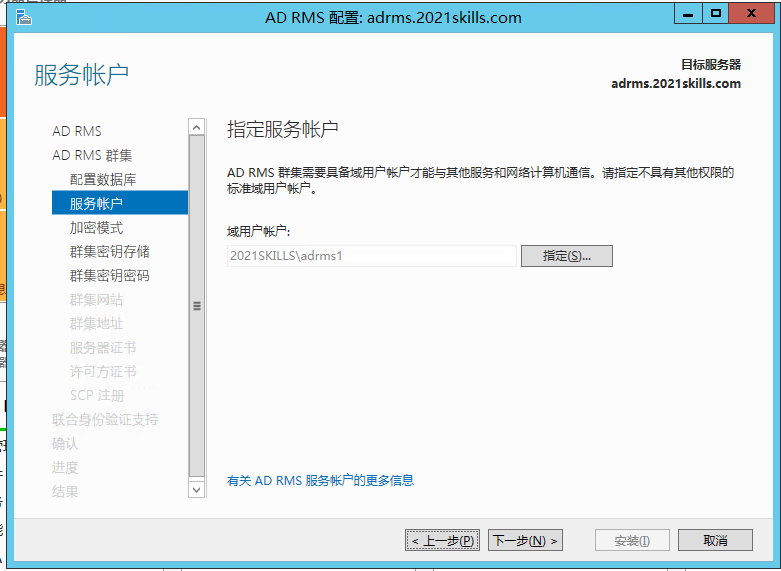 AD RMS 配置: adrms.2021skills.com
服务帐户
目标服务器
adrms.2021skills.com
AD RMS
AD RMS 群集
配置数据库
服务帐户
加密模式
群集密钥存储
群集密钥密码
群集网站
群集地址
服务器证书
许可方证书
SCP 注册
联合身份验证支持
确认
进度
结果
指定服务帐户
AD RMS 群集需要具备域用户帐户才能与其他服务和网络计算机通信。请指定不具有其他权限的
标准域用户帐户。
域用户帐户:
2021SKILLS\adrms1
指定(S)...
有关 AD RMS 服务帐户的更多信息
< 上一步(P)
下一步(N) >
安装(I)
取消